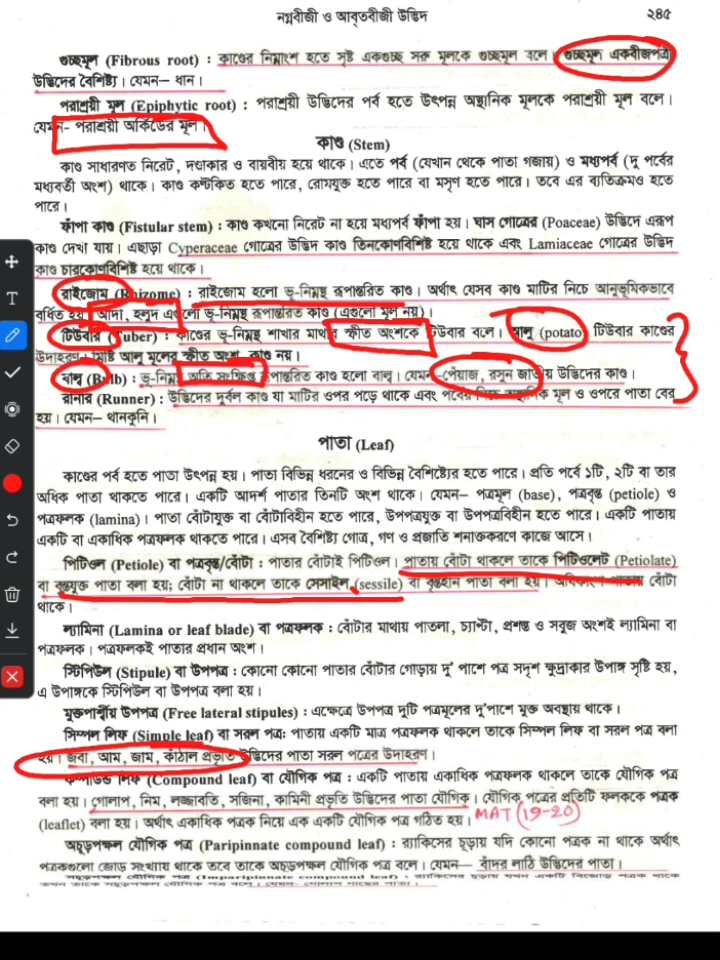 নগ্নবীজী ও আবৃতবীজী উদ্ভিদ ২৪৫
গুচ্ছমূল (Fibrous root) : কাণ্ডের নিম্নাংশ হতে সৃষ্ট একগুচ্ছ সরু মূলকে গুচ্ছমূল বলে। গুচ্ছমূল একবীজপত্রী
উদ্ভিদের বৈশিষ্ট্য। যেমন– ধান।
পরাশ্রয়ী মূল (Epiphytic root) : পরাশ্রয়ী উদ্ভিদের পর্ব হতে উৎপন্ন অস্থানিক মূলকে পরাশ্রয়ী মূল বলে।
যেমন- পরাশ্রয়ী অর্কিডের মূল।
কাণ্ড (Stem)
কাণ্ড সাধারণত নিরেট, দণ্ডাকার ও বায়বীয় হয়ে থাকে। এতে পর্ব (যেখান থেকে পাতা গজায়) ও মধ্যপর্ব (দু পর্বের
মধ্যবর্তী অংশ) থাকে। কাণ্ড কণ্টকিত হতে পারে, রোমযুক্ত হতে পারে বা মসৃণ হতে পারে। তবে এর ব্যতিক্রমও হতে
পারে।
ফাঁপা কাণ্ড (Fistular stem) : কাণ্ড কখনো নিরেট না হয়ে মধ্যপর্ব ফাঁপা হয়। ঘাস গোত্রের (Poaceae) উদ্ভিদে এরূপ
কাণ্ড দেখা যায়। এছাড়া Cyperaceae গোত্রের উদ্ভিদ কাণ্ড তিনকোণবিশিষ্ট হয়ে থাকে এবং Lamiaceae গোত্রের উদ্ভিদ
কাণ্ড চারকোণবিশিষ্ট হয়ে থাকে।
রাইজোম (Rhizome) : রাইজোম হলো ভূ-নিম্নস্থ রূপান্তরিত কাণ্ড। অর্থাৎ যেসব কাণ্ড মাটির নিচে আনুভূমিকভাবে
বর্ধিত হয়। আদা, হলুদ এগুলো ভূ-নিম্নস্থ রূপান্তরিত কাণ্ড (এগুলো মূল নয়)।
টিউবার (Tuber) : কাণ্ডের ভূ-নিম্নস্থ শাখার মাথার স্ফীত অংশকে টিউবার বলে। আলু (potato) টিউবার কাণ্ডের
উদাহরণ। মিষ্টি আলু মূলের স্ফীত অংশ, কাণ্ড নয়।
বাল্ব (Bulb) : ভূ-নিম্নস্থ অতি সংক্ষিপ্ত রূপান্তরিত কাণ্ড হলো বাল্ব। যেমন –পেঁয়াজ, রসুন জাতীয় উদ্ভিদের কাণ্ড।
রানার (Runner) : উদ্ভিদের দুর্বল কাণ্ড যা মাটির ওপর পড়ে থাকে এবং পর্বের নিচে অস্থানিক মূল ও ওপরে পাতা বের
হয়। যেমন– থানকুনি।
পাতা (Leaf)
কাণ্ডের পর্ব হতে পাতা উৎপন্ন হয়। পাতা বিভিন্ন ধরনের ও বিভিন্ন বৈশিষ্ট্যের হতে পারে। প্রতি পর্বে ১টি, ২টি বা তার
অধিক পাতা থাকতে পারে। একটি আদর্শ পাতার তিনটি অংশ থাকে। যেমন– পত্রমূল (base), পত্রবৃন্ত (petiole) ও
পত্রফলক (lamina)। পাতা বোঁটাযুক্ত বা বোঁটাবিহীন হতে পারে, উপপত্রযুক্ত বা উপপত্রবিহীন হতে পারে। একটি পাতায়
একটি বা একাধিক পত্রফলক থাকতে পারে। এসব বৈশিষ্ট্য গোত্র, গণ ও প্রজাতি শনাক্তকরণে কাজে আসে।
পিটিওল (Petiole) বা পত্রবৃন্ত/বোঁটা : পাতার বোঁটাই পিটিওল। পাতায় বোঁটা থাকলে তাকে পিটিওলেট (Petiolate)
বা বৃন্তযুক্ত পাতা বলা হয়; বোঁটা না থাকলে তাকে সেসাইল (sessile) বা বৃন্তহীন পাতা বলা হয়। অধিকাংশ পাতায় বোঁটা
থাকে।
ল্যামিনা (Lamina or leaf blade) বা পত্রফলক : বোঁটার মাথায় পাতলা, চ্যাপ্টা, প্রশস্ত ও সবুজ অংশই ল্যামিনা বা
পত্রফলক। পত্রফলকই পাতার প্রধান অংশ।
স্টিপিউল (Stipule) বা উপপত্র : কোনো কোনো পাতার বোঁটার গোড়ায় দু' পাশে পত্র সদৃশ ক্ষুদ্রাকার উপাঙ্গ সৃষ্টি হয়,
এ উপাঙ্গকে স্টিপিউল বা উপপত্র বলা হয়।
মুক্তপার্শ্বীয় উপপত্র (Free lateral stipules) : এক্ষেত্রে উপপত্র দুটি পত্রমূলের দু'পাশে মুক্ত অবস্থায় থাকে।
সিম্পল লিফ (Simple leaf) বা সরল পত্র: পাতায় একটি মাত্র পত্রফলক থাকলে তাকে সিম্পল লিফ বা সরল পত্র বলা
হয়। জবা, আম, জাম, কাঁঠাল প্রভৃতি উদ্ভিদের পাতা সরল পত্রের উদাহরণ।
কম্পাউন্ড লিফ (Compound leaf) বা যৌগিক পত্র : একটি পাতায় একাধিক পত্রফলক থাকলে তাকে যৌগিক পত্র
বলা হয়। গোলাপ, নিম, লজ্জাবতি, সজিনা, কামিনী প্রভৃতি উদ্ভিদের পাতা যৌগিক। যৌগিক পত্রের প্রতিটি ফলককে পত্রক
(leaflet) বলা হয়। অর্থাৎ একাধিক পত্রক নিয়ে এক একটি যৌগিক পত্র গঠিত হয়। MAT (19-20)
অচূড়পক্ষল যৌগিক পত্র (Paripinnate compound leaf) : র‍্যাকিসের চূড়ায় যদি কোনো পত্রক না থাকে অর্থাৎ
পত্রকগুলো জোড় সংখ্যায় থাকে তবে তাকে অচূড়পক্ষল যৌগিক পত্র বলে। যেমন— বাঁদর লাঠি উদ্ভিদের পাতা।
(Imparipinnate compound leaf) :